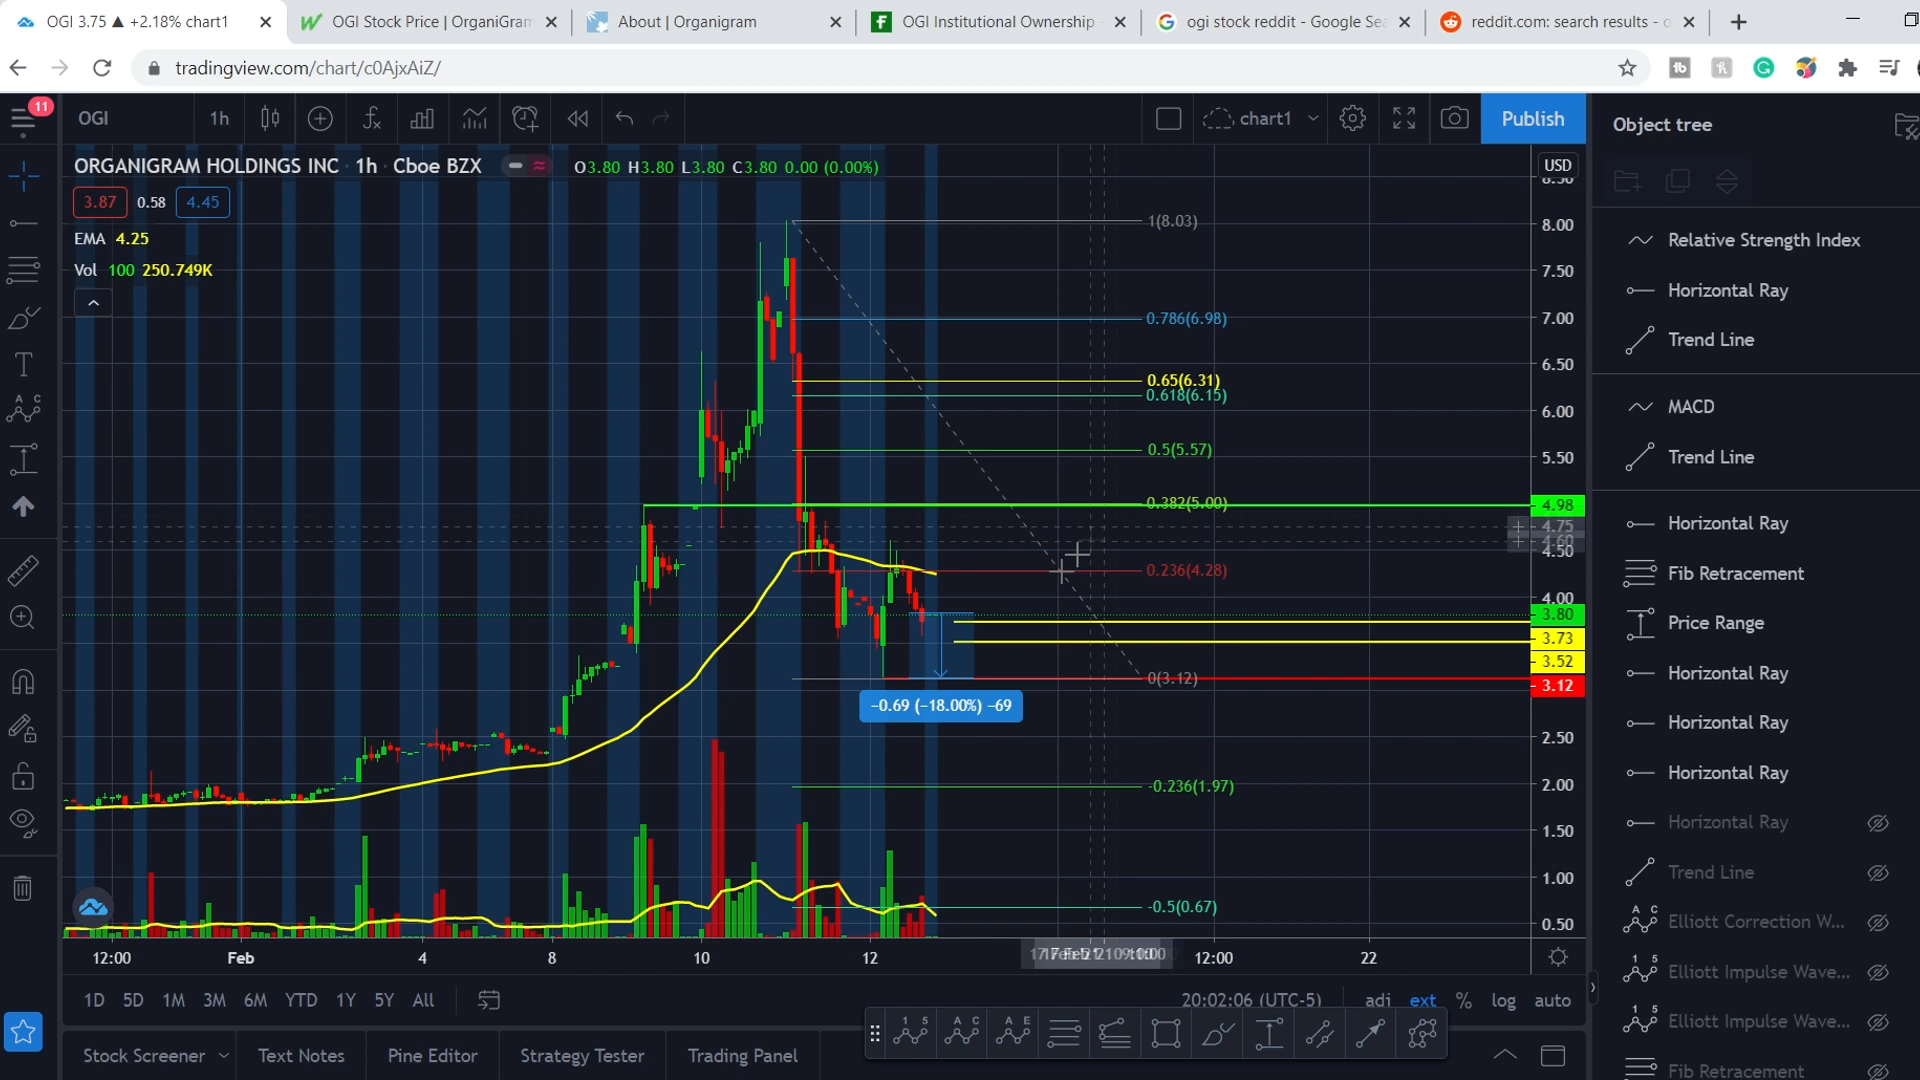 OGI 3.75 ▲ +2.18% chart1
OGI Stock Price | OrganiGram
About | Organigram
OGI Institutional Ownership
ogi stock reddit - Google Sea
reddit.com: search results - o
tradingview.com/chart/c0AjxAiZ/
11
OGI
1h
chart1
Publish
Object tree
ORGANIGRAM HOLDINGS INC · 1h · Cboe BZX
O3.80 H3.80 L3.80 C3.80 0.00 (0.00%)
USD
3.87 0.58 4.45
EMA 4.25
Vol 100 250.749K
8.50
8.00
7.50
7.00
6.50
6.00
5.50
4.98
4.75
4.60
4.50
4.00
3.80
3.73
3.52
3.12
2.50
2.00
1.50
1.00
0.50
1(8.03)
0.786(6.98)
0.65(6.31)
0.618(6.15)
0.5(5.57)
0.382(5.00)
0.236(4.28)
0(3.12)
-0.69 (-18.00%) -69
-0.236(1.97)
-0.5(0.67)
12:00 Feb 4 8 10 12 12:00 22
Relative Strength Index
Horizontal Ray
Trend Line
MACD
Trend Line
Horizontal Ray
Fib Retracement
Price Range
Horizontal Ray
Horizontal Ray
Horizontal Ray
Horizontal Ray
Trend Line
Elliott Correction W...
Elliott Impulse Wave...
Elliott Impulse Wave...
Fib Retracement
1D 5D 1M 3M 6M YTD 1Y 5Y All
20:02:06 (UTC-5) adj ext % log auto
Stock Screener Text Notes Pine Editor Strategy Tester Trading Panel